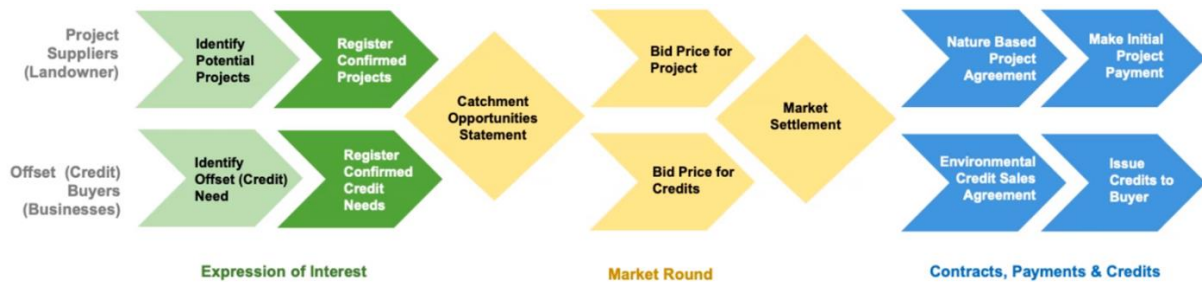 Project
Suppliers
(Landowner)
Identify
Potential
Projects
Register
Confirmed
Projects
Catchment
Opportunities
Statement
Bid Price for
Project
Market
Settlement
Nature Based
Project
Agreement
Make Initial
Project
Payment
Offset (Credit)
Buyers
(Businesses)
Identify
Offset (Credit)
Need
Register
Confirmed
Credit
Needs
Bid Price for
Credits
Environmental
Credit Sales
Agreement
Issue
Credits to
Buyer
Expression of Interest
Market Round
Contracts, Payments & Credits